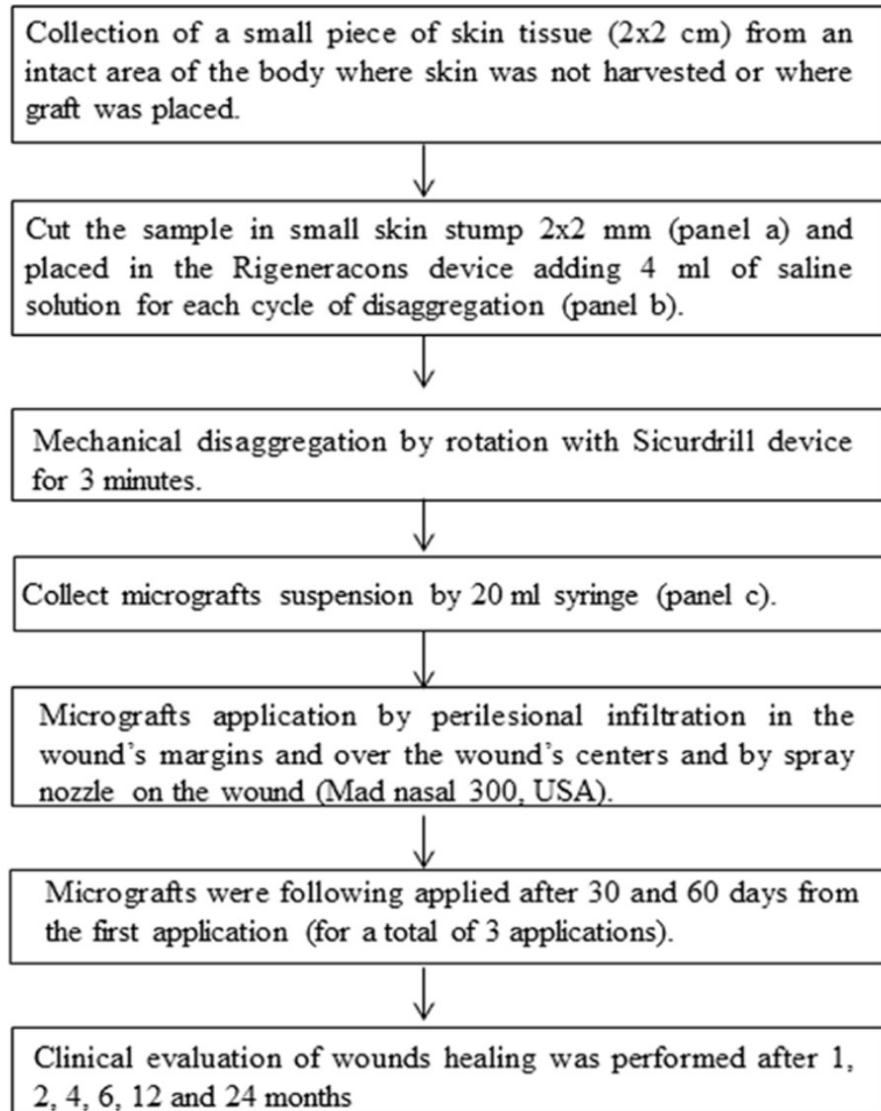 Collection of a small piece of skin tissue (2x2 cm) from an
intact area of the body where skin was not harvested or where
graft was placed.
Cut the sample in small skin stump 2x2 mm (panel a) and
placed in the Rigeneracons device adding 4 ml of saline
solution for each cycle of disaggregation (panel b).
Mechanical disaggregation by rotation with Sicurdrill device
for 3 minutes.
Collect micrografts suspension by 20 ml syringe (panel c).
Micrografts application by perilesional infiltration in the
wound's margins and over the wound's centers and by spray
nozzle on the wound (Mad nasal 300, USA).
Micrografts were following applied after 30 and 60 days from
the first application (for a total of 3 applications).
Clinical evaluation of wounds healing was performed after 1,
2, 4, 6, 12 and 24 months